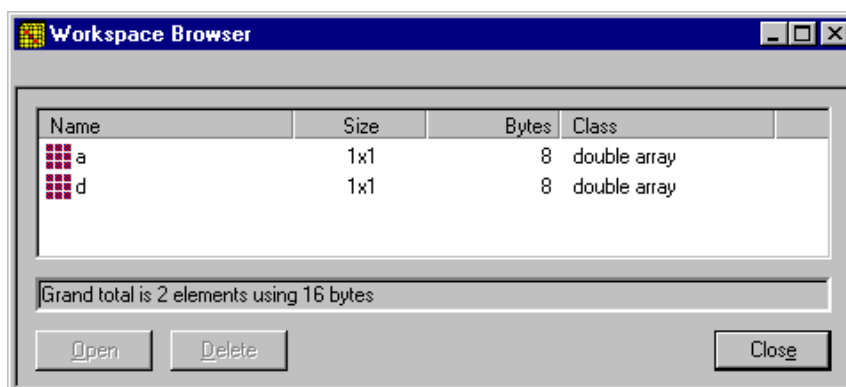 Workspace Browser
Name Size Bytes Class
a 1x1 8 double array
d 1x1 8 double array
Grand total is 2 elements using 16 bytes
Open Delete Close